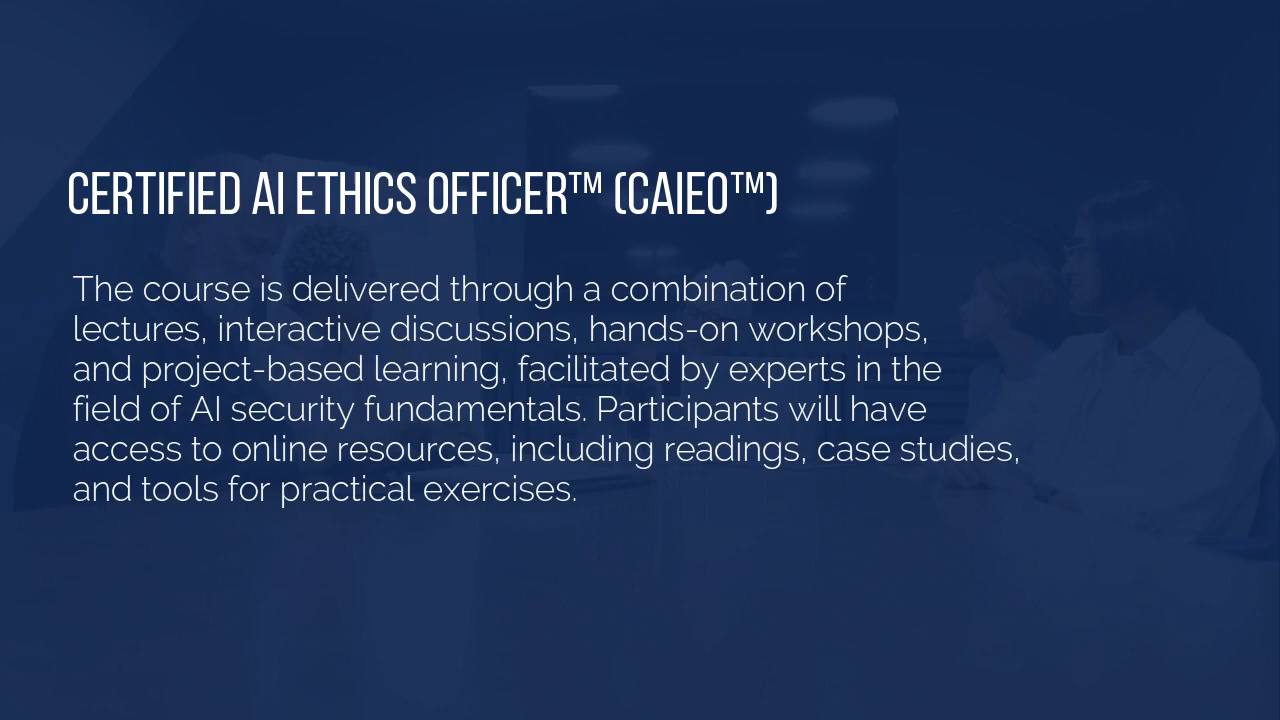 CERTIFIED AI ETHICS OFFICER™ (CAIEO™)
The course is delivered through a combination of
lectures, interactive discussions, hands-on workshops,
and project-based learning, facilitated by experts in the
field of AI security fundamentals. Participants will have
access to online resources, including readings, case studies,
and tools for practical exercises.